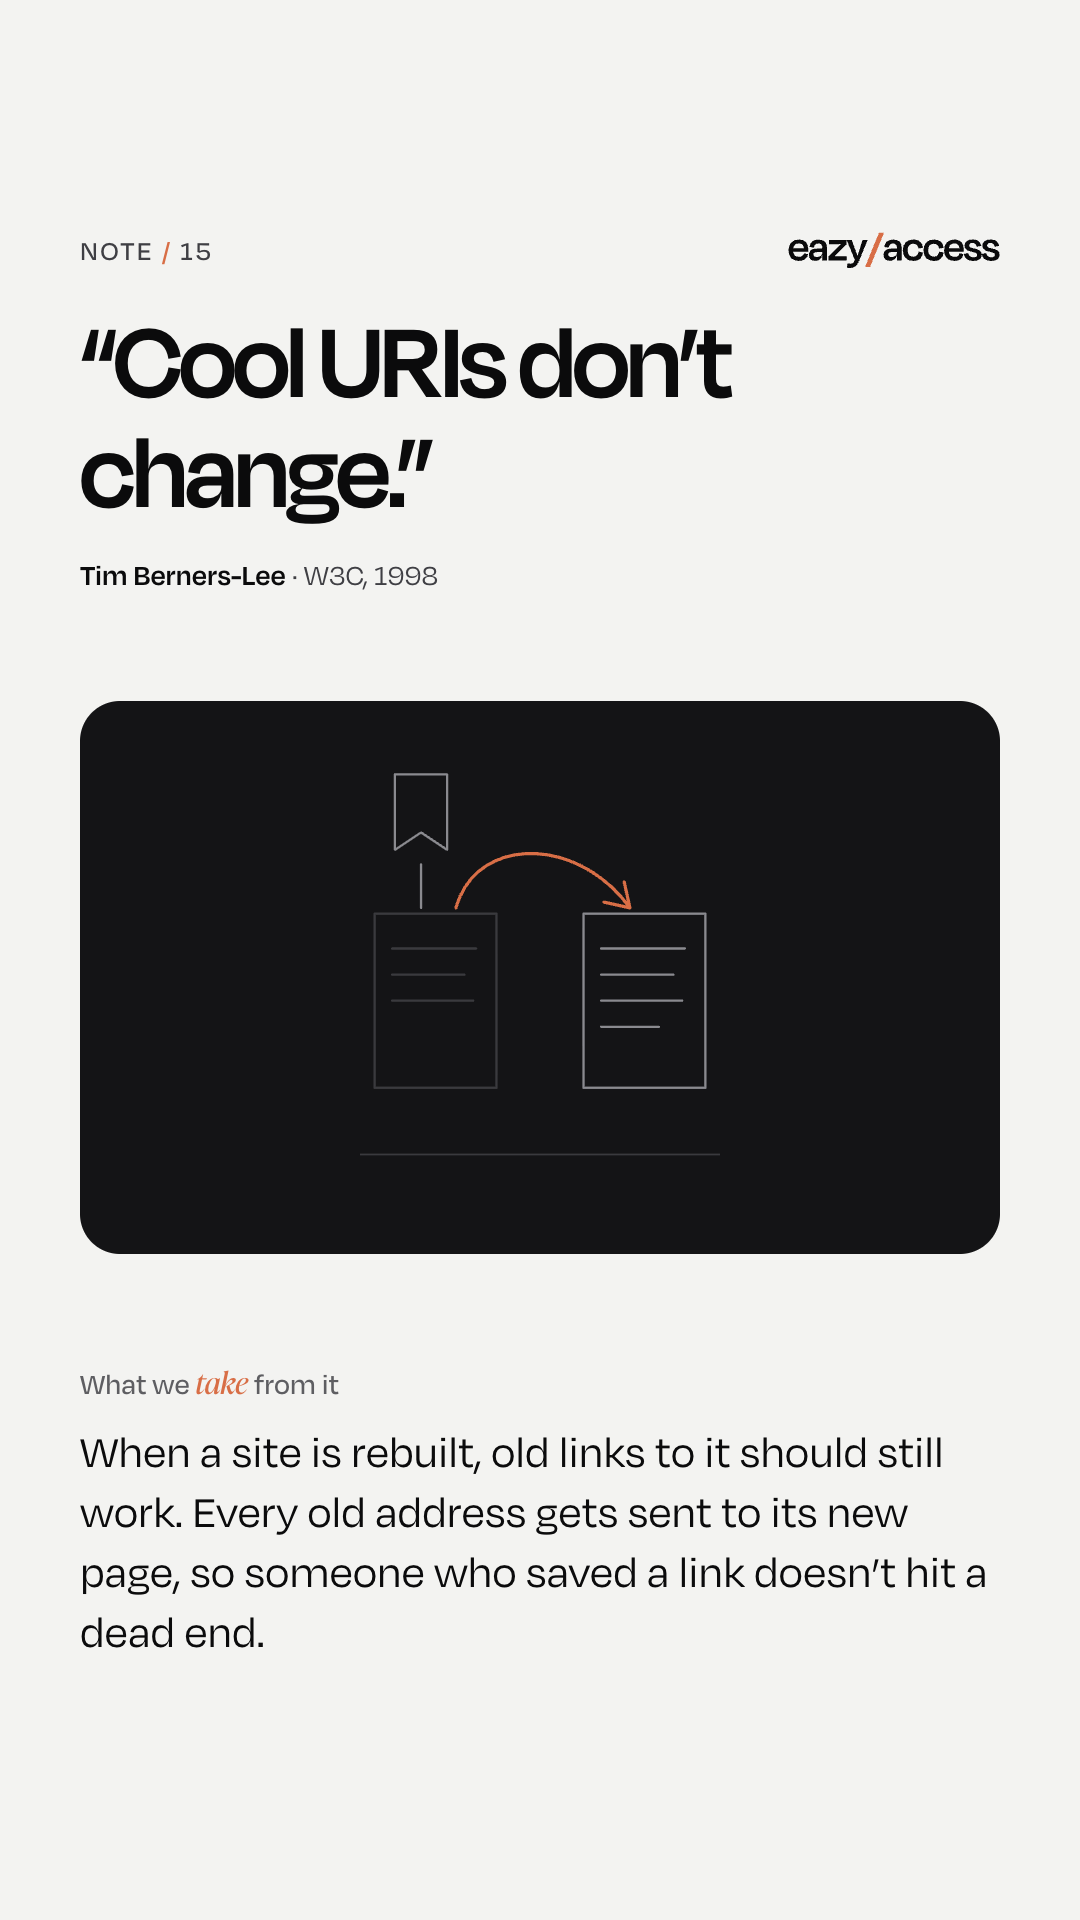 NOTE / 15
eazy/access
“Cool URIs don’t
change.”
Tim Berners-Lee · W3C, 1998
What we take from it
When a site is rebuilt, old links to it should still
work. Every old address gets sent to its new
page, so someone who saved a link doesn’t hit a
dead end.